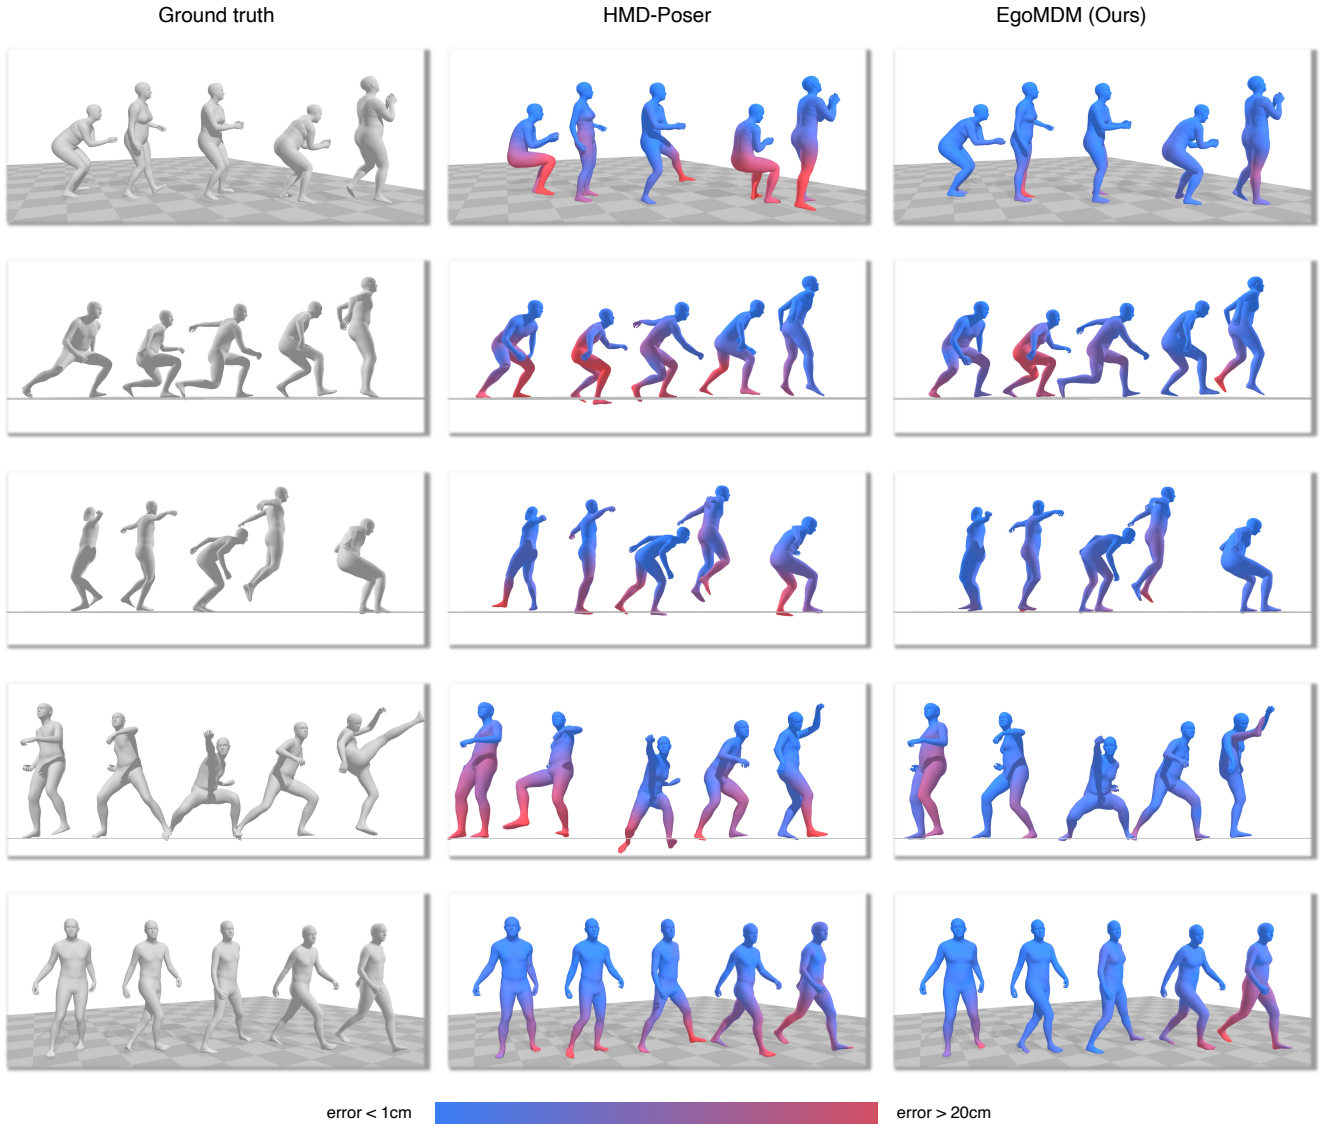 Ground truth
HMD-Poser
EgoMDM (Ours)
error < 1cm
error > 20cm